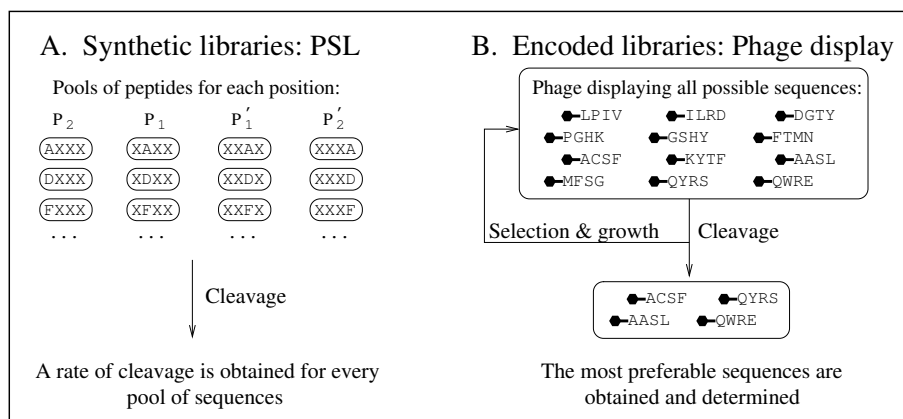 A. Synthetic libraries: PSL
Pools of peptides for each position:
P2 P1 P1' P2'
AXXX XAXX XXAX XXXA
DXXX XDXX XXDX XXXD
FXXX XFXX XXFX XXXF
... ... ... ...
Cleavage
A rate of cleavage is obtained for every
pool of sequences
B. Encoded libraries: Phage display
Phage displaying all possible sequences:
LPIV ILRD DGTY
PGHK GSHY FTMN
ACSF KYTF AASL
MFSG QYRS QWRE
Selection & growth Cleavage
ACSF QYRS
AASL QWRE
The most preferable sequences are
obtained and determined